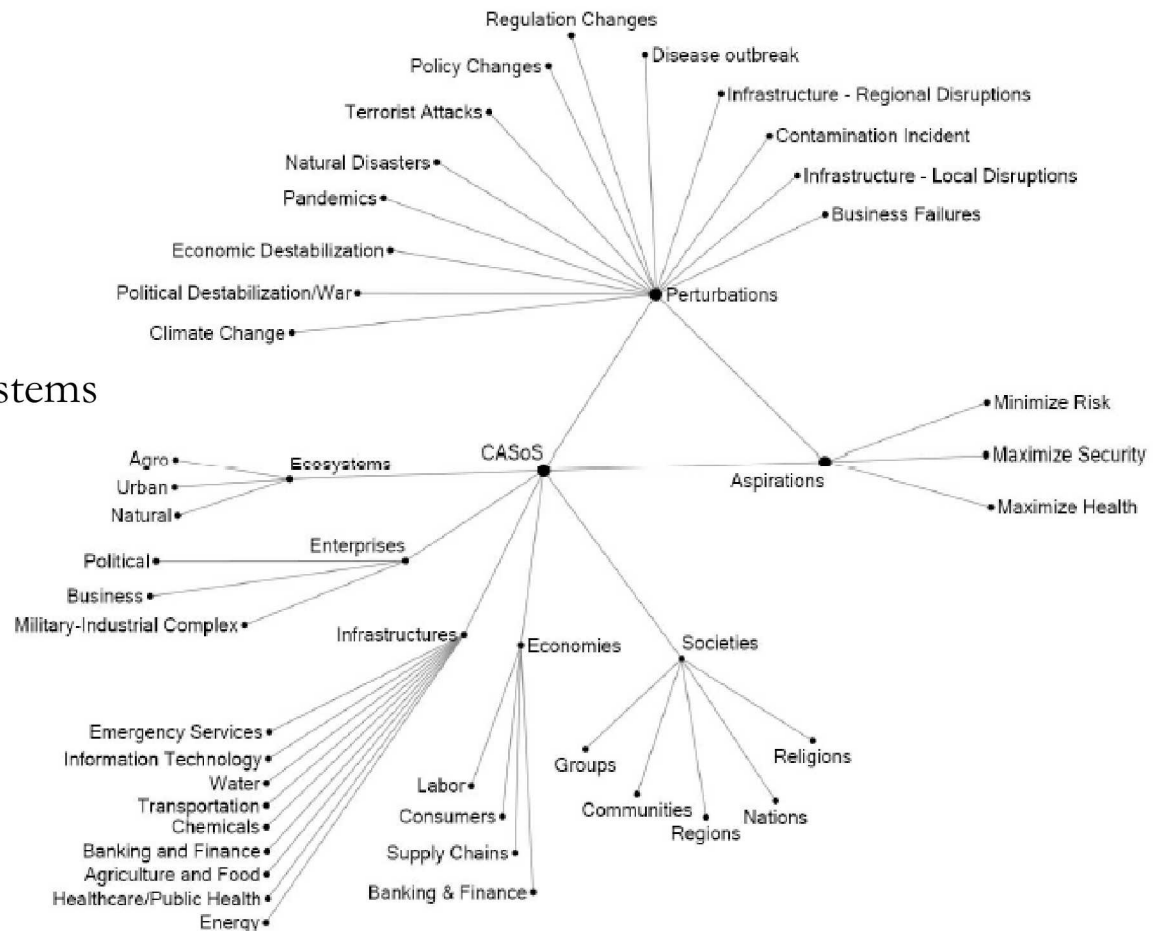 Regulation Changes
Disease outbreak
Policy Changes
Infrastructure - Regional Disruptions
Terrorist Attacks
Contamination Incident
Natural Disasters
Infrastructure - Local Disruptions
Pandemics
Business Failures
Economic Destabilization
Political Destabilization/War
Perturbations
Climate Change
stems
Minimize Risk
CASoS
Maximize Security
Agro
Ecosystems
Aspirations
Urban
Maximize Health
Natural
Enterprises
Political
Business
Military-Industrial Complex
Infrastructures
Economies
Societies
Emergency Services
Information Technology
Water
Transportation
Chemicals
Banking and Finance
Agriculture and Food
Healthcare/Public Health
Energy
Labor
Consumers
Supply Chains
Banking & Finance
Groups
Communities
Regions
Nations
Religions